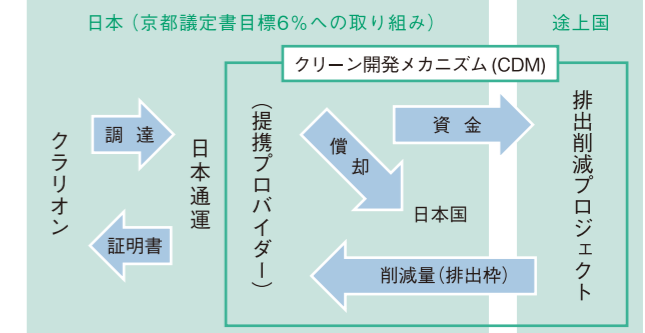 日本（京都議定書目標6%への取り組み）
途上国
クリーン開発メカニズム(CDM)
クラリオン
調達
証明書
日本通運
（提携プロバイダー）
償却
資金
日本国
削減量（排出枠）
排出削減プロジェクト